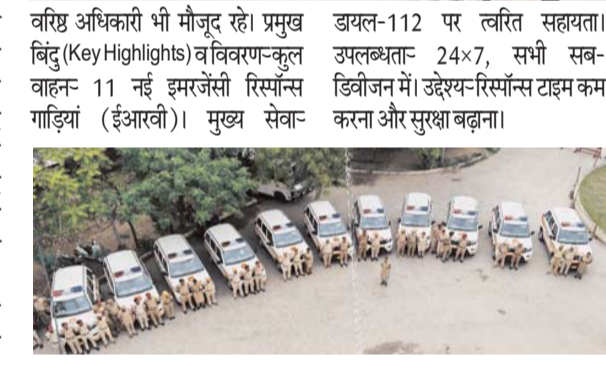 वरिष्ठ अधिकारी भी मौजूद रहे। प्रमुख
बिंदु (Key Highlights) व विवरण-कुल
वाहन- 11 नई इमरजेंसी रिस्पॉन्स
गाड़ियां (ईआरवी)। मुख्य सेवा-
डायल-112 पर त्वरित सहायता।
उपलब्धता- 24×7, सभी सब-
डिवीजन में। उद्देश्य-रिस्पॉन्स टाइम कम
करना और सुरक्षा बढ़ाना।